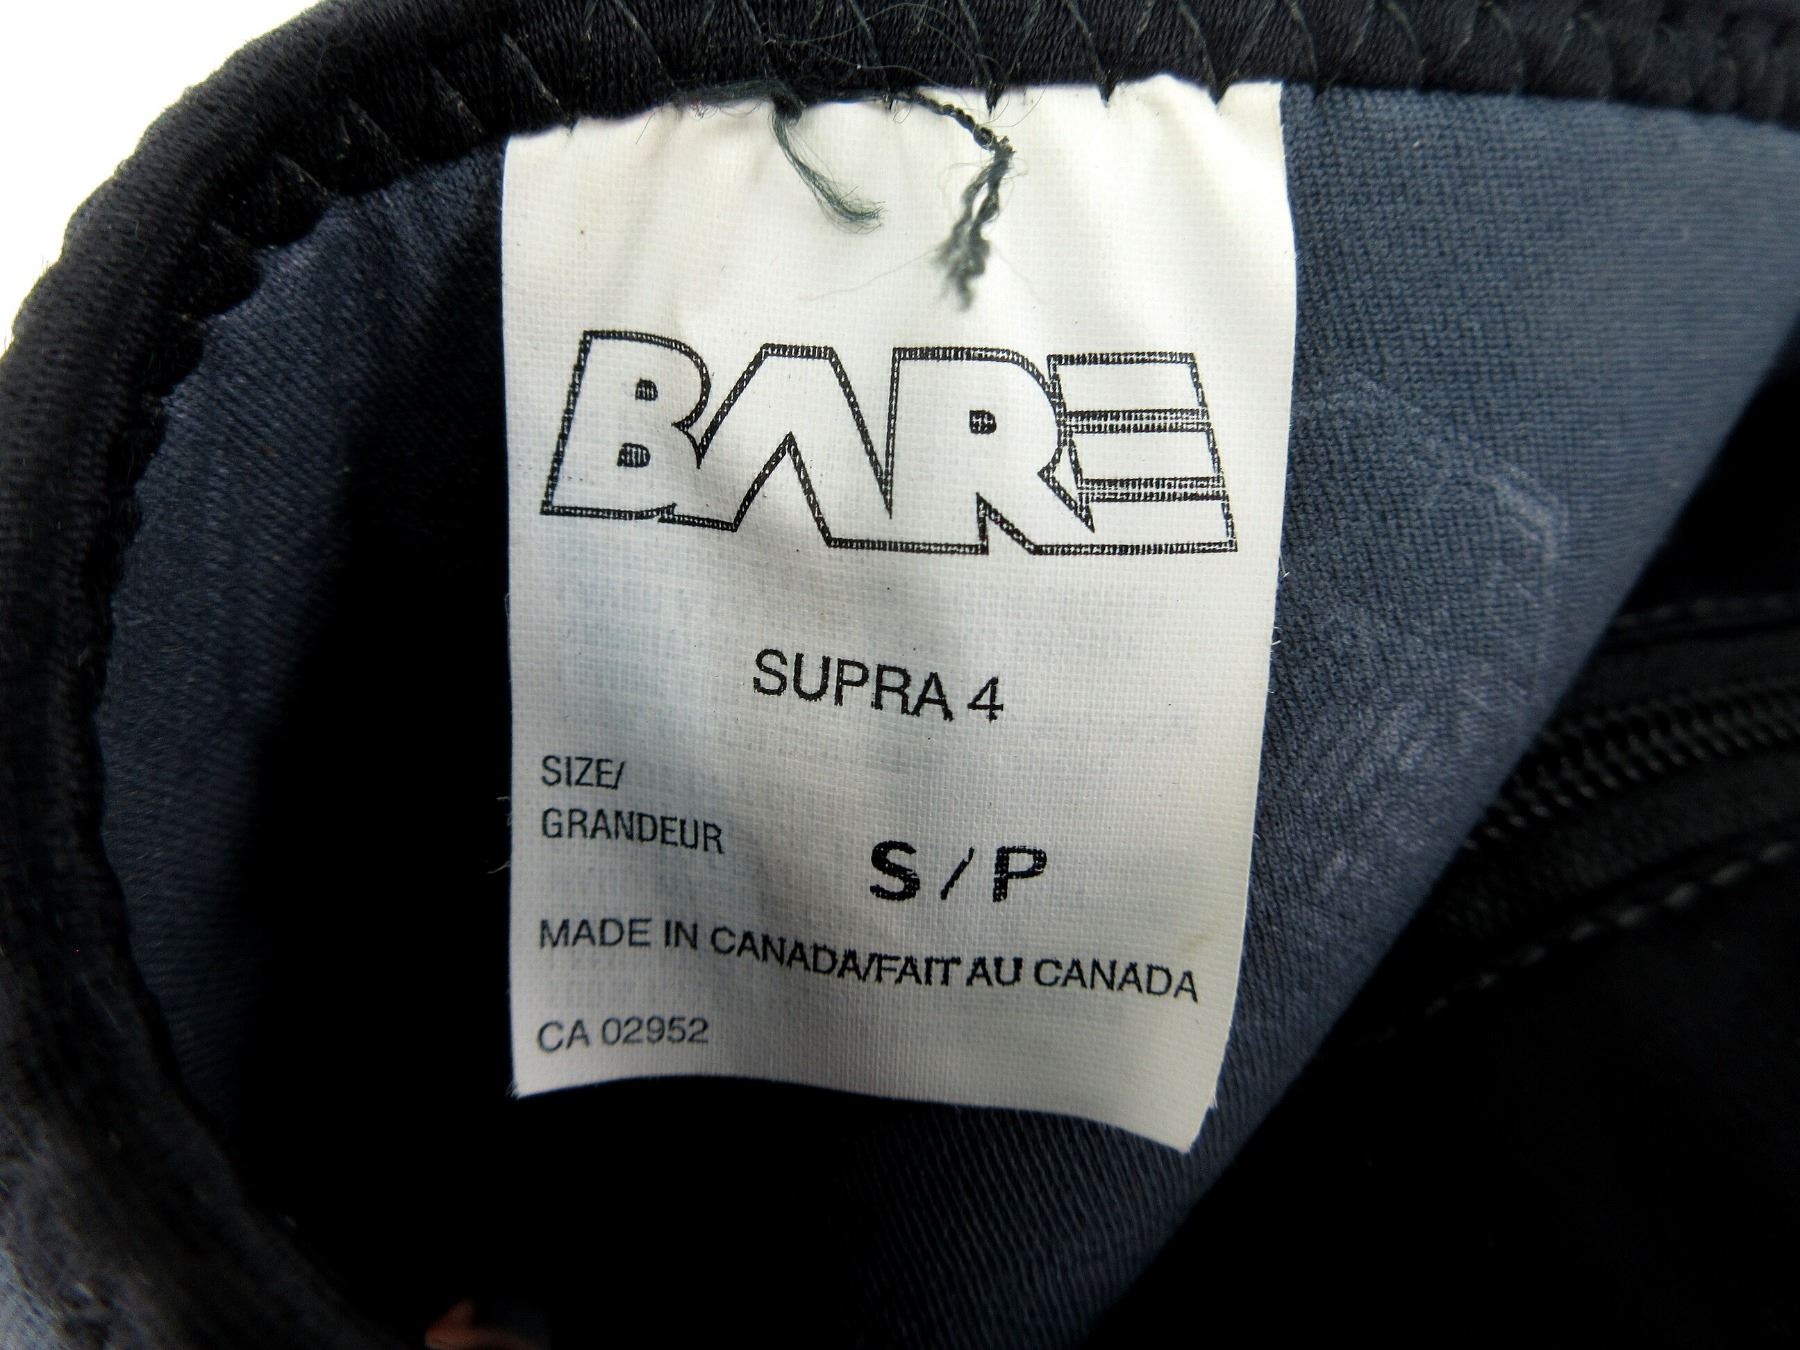 BARE
SUPRA 4
SIZE/
GRANDEUR
S / P
MADE IN CANADA/FAIT AU CANADA
CA 02952